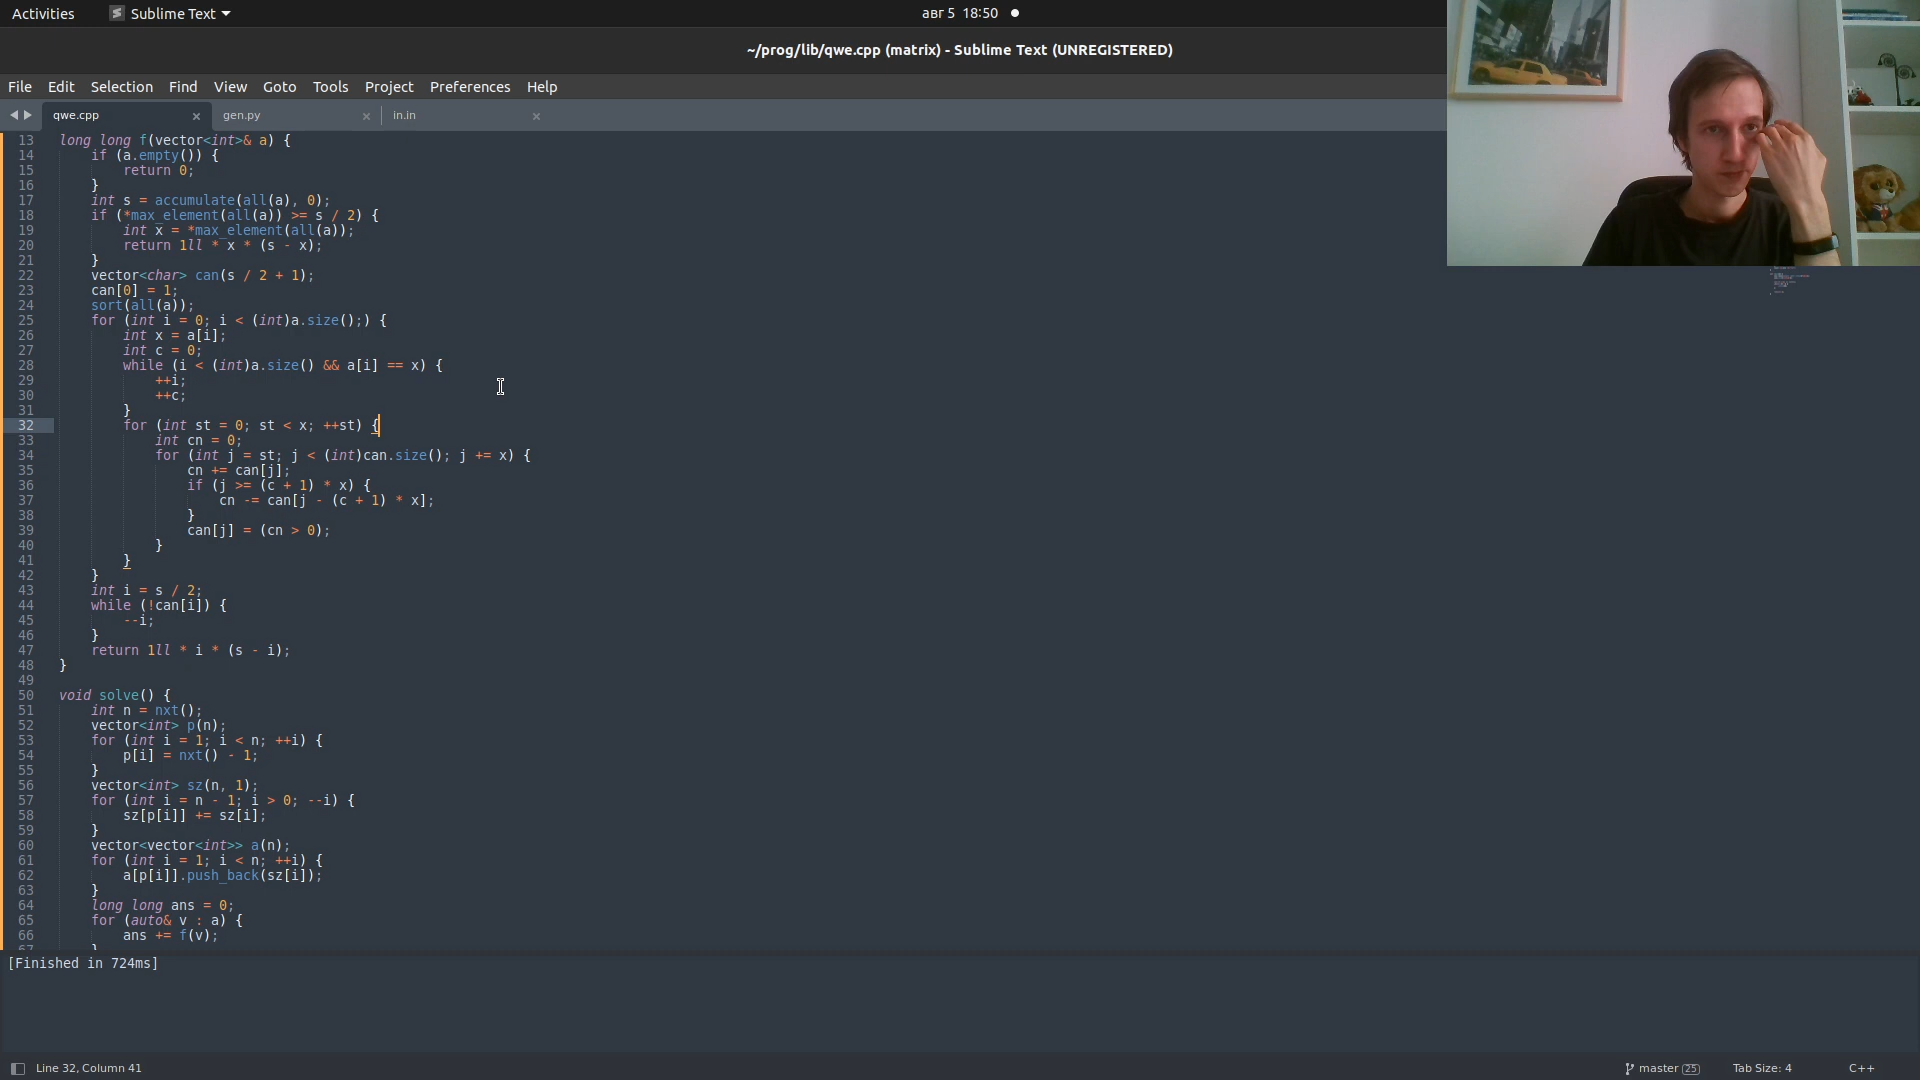 Activities
Sublime Text
авг 5 18:50
~/prog/lib/qwe.cpp (matrix) - Sublime Text (UNREGISTERED)
File Edit Selection Find View Goto Tools Project Preferences Help
qwe.cpp
gen.py
in.in
13 long long f(vector<int>& a) {
14     if (a.empty()) {
15         return 0;
16     }
17     int s = accumulate(all(a), 0);
18     if (*max_element(all(a)) >= s / 2) {
19         int x = *max_element(all(a));
20         return 1ll * x * (s - x);
21     }
22     vector<char> can(s / 2 + 1);
23     can[0] = 1;
24     sort(all(a));
25     for (int i = 0; i < (int)a.size();) {
26         int x = a[i];
27         int c = 0;
28         while (i < (int)a.size() && a[i] == x) {
29             ++i;
30             ++c;
31         }
32         for (int st = 0; st < x; ++st) {
33             int cn = 0;
34             for (int j = st; j < (int)can.size(); j += x) {
35                 cn += can[j];
36                 if (j >= (c + 1) * x) {
37                     cn -= can[j - (c + 1) * x];
38                 }
39                 can[j] = (cn > 0);
40             }
41         }
42     }
43     int i = s / 2;
44     while (!can[i]) {
45         --i;
46     }
47     return 1ll * i * (s - i);
48 }
49
50 void solve() {
51     int n = nxt();
52     vector<int> p(n);
53     for (int i = 1; i < n; ++i) {
54         p[i] = nxt() - 1;
55     }
56     vector<int> sz(n, 1);
57     for (int i = n - 1; i > 0; --i) {
58         sz[p[i]] += sz[i];
59     }
60     vector<vector<int>> a(n);
61     for (int i = 1; i < n; ++i) {
62         a[p[i]].push_back(sz[i]);
63     }
64     long long ans = 0;
65     for (auto& v : a) {
66         ans += f(v);
67     }
[Finished in 724ms]
Line 32, Column 41
master 25
Tab Size: 4
C++